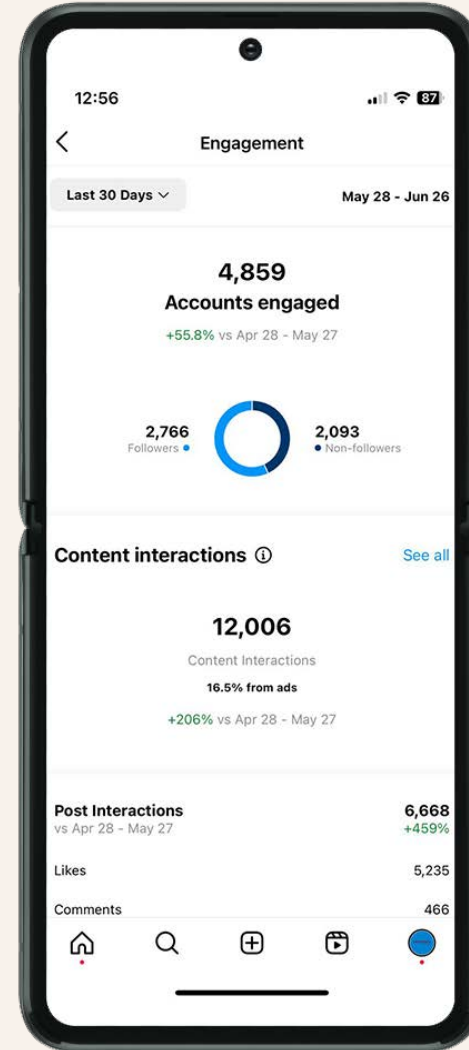 12:56
87
Engagement
Last 30 Days
May 28 - Jun 26
4,859
Accounts engaged
+55.8% vs Apr 28 - May 27
2,766
Followers
2,093
Non-followers
Content interactions
See all
12,006
Content Interactions
16.5% from ads
+206% vs Apr 28 - May 27
Post Interactions
6,668
vs Apr 28 - May 27
+459%
Likes
5,235
Comments
466